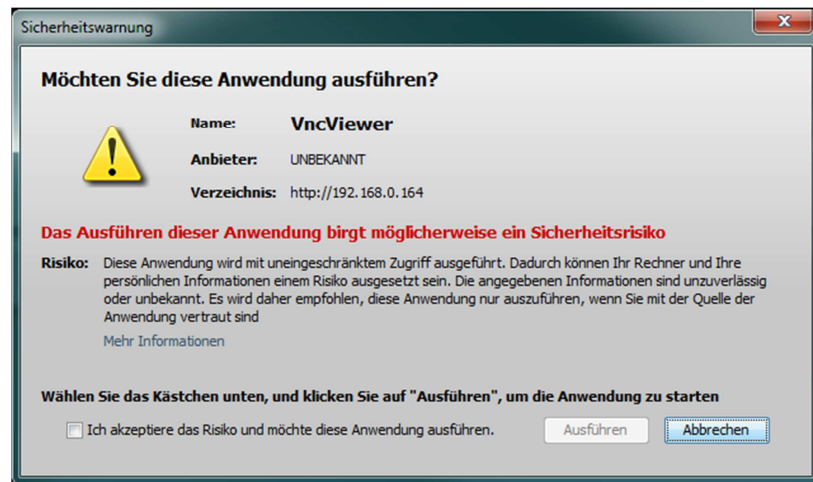 Sicherheitswarnung
Möchten Sie diese Anwendung ausführen?
Name: VncViewer
Anbieter: UNBEKANNT
Verzeichnis: http://192.168.0.164
Das Ausführen dieser Anwendung birgt möglicherweise ein Sicherheitsrisiko
Risiko: Diese Anwendung wird mit uneingeschränktem Zugriff ausgeführt. Dadurch können Ihr Rechner und Ihre
persönlichen Informationen einem Risiko ausgesetzt sein. Die angegebenen Informationen sind unzuverlässig
oder unbekannt. Es wird daher empfohlen, diese Anwendung nur auszuführen, wenn Sie mit der Quelle der
Anwendung vertraut sind
Mehr Informationen
Wählen Sie das Kästchen unten, und klicken Sie auf "Ausführen", um die Anwendung zu starten
Ich akzeptiere das Risiko und möchte diese Anwendung ausführen. Ausführen Abbrechen